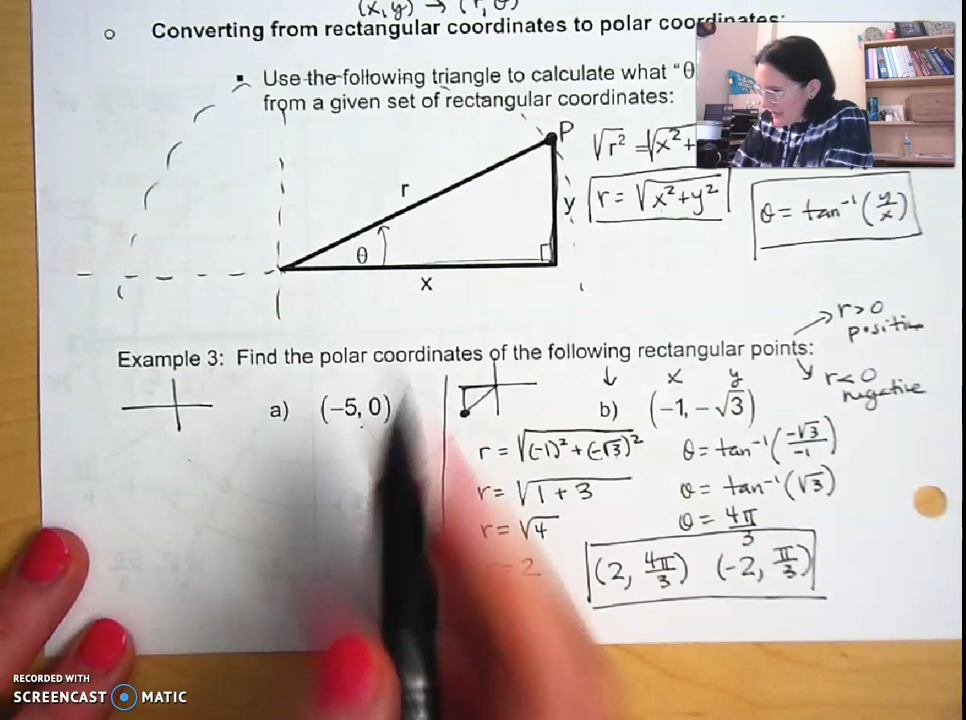 (x,y) → (r, θ)
o Converting from rectangular coordinates to polar coordinates:
▪ Use the following triangle to calculate what "θ
from a given set of rectangular coordinates:
P
√r² = √x²+
r
y
r = √x²+y²
θ = tan⁻¹(y/x)
θ
x
r>0
positive
Example 3: Find the polar coordinates of the following rectangular points:
r<0
negative
x y
a) (−5, 0)
b) (−1, −√3)
r = √(-1)²+(-√3)² θ = tan⁻¹(-√3/-1)
r = √1+3 θ = tan⁻¹(√3)
r = √4 θ = 4π/3
= 2 (2, 4π/3) (-2, π/3)
RECORDED WITH
SCREENCAST MATIC